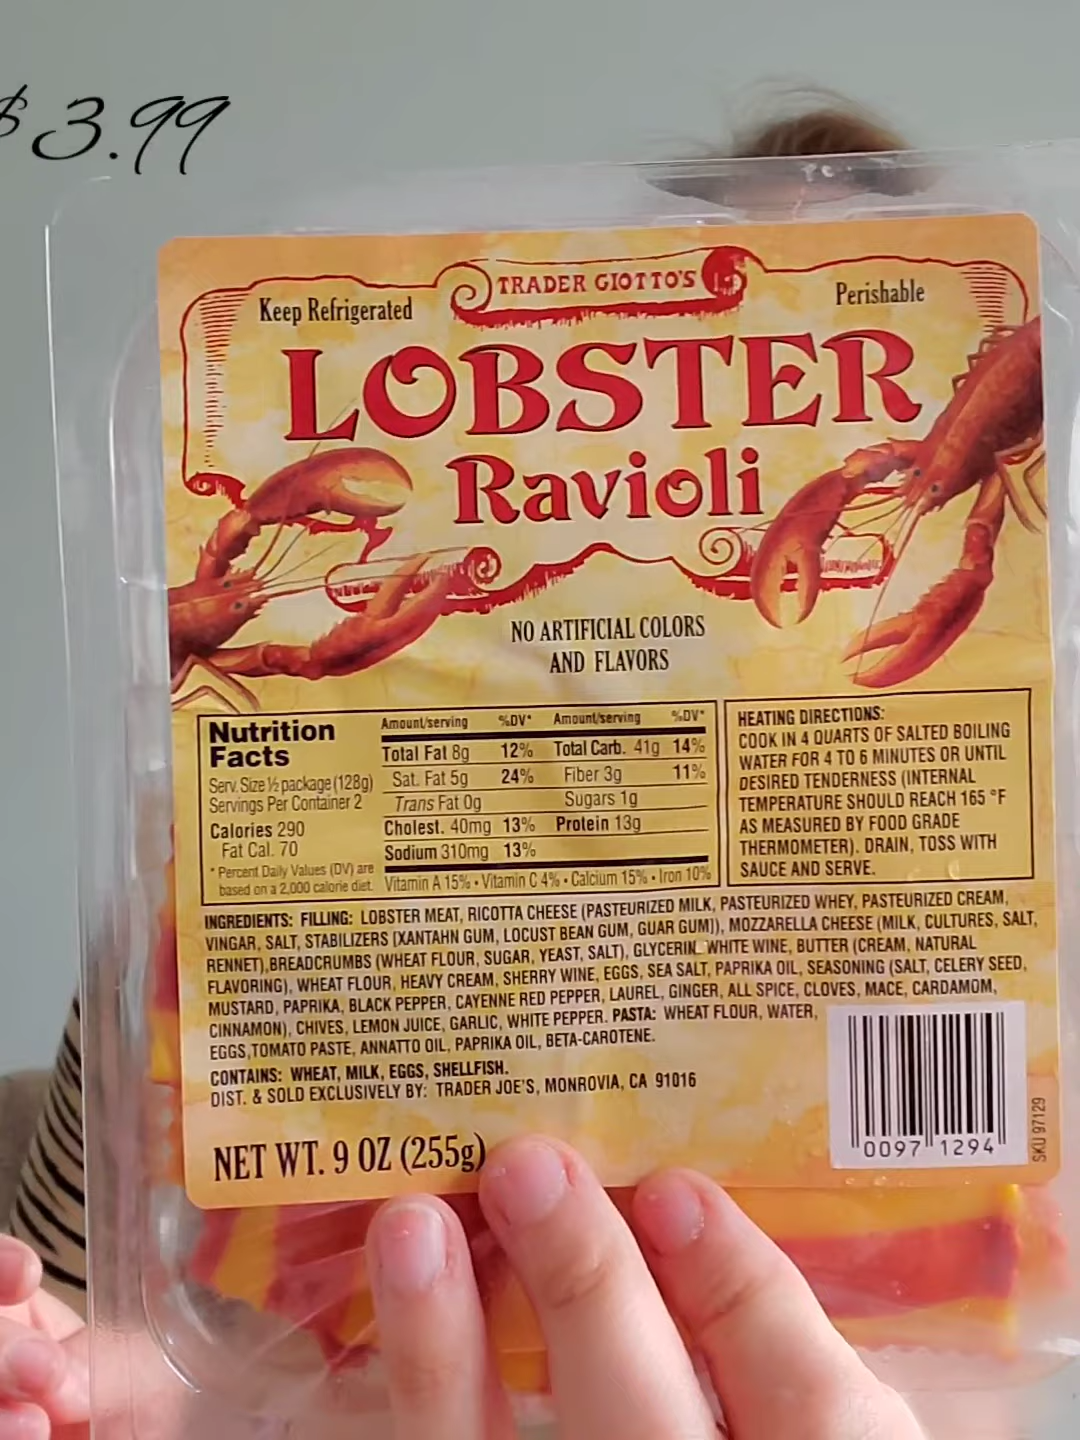 $3.99
TRADER GIOTTO'S
Keep Refrigerated
Perishable
LOBSTER
Ravioli
NO ARTIFICIAL COLORS
AND FLAVORS
Nutrition
Facts
Serv. Size ½ package (128g)
Servings Per Container 2
Calories 290
Fat Cal. 70
* Percent Daily Values (DV) are
based on a 2,000 calorie diet.
Amount/serving %DV* Amount/serving %DV*
Total Fat 8g 12% Total Carb. 41g 14%
Sat. Fat 5g 24% Fiber 3g 11%
Trans Fat 0g Sugars 1g
Cholest. 40mg 13% Protein 13g
Sodium 310mg 13%
Vitamin A 15% • Vitamin C 4% • Calcium 15% • Iron 10%
HEATING DIRECTIONS:
COOK IN 4 QUARTS OF SALTED BOILING
WATER FOR 4 TO 6 MINUTES OR UNTIL
DESIRED TENDERNESS (INTERNAL
TEMPERATURE SHOULD REACH 165 °F
AS MEASURED BY FOOD GRADE
THERMOMETER). DRAIN, TOSS WITH
SAUCE AND SERVE.
INGREDIENTS: FILLING: LOBSTER MEAT, RICOTTA CHEESE (PASTEURIZED MILK, PASTEURIZED WHEY, PASTEURIZED CREAM,
VINGAR, SALT, STABILIZERS [XANTAHN GUM, LOCUST BEAN GUM, GUAR GUM]), MOZZARELLA CHEESE (MILK, CULTURES, SALT,
RENNET), BREADCRUMBS (WHEAT FLOUR, SUGAR, YEAST, SALT), GLYCERIN, WHITE WINE, BUTTER (CREAM, NATURAL
FLAVORING), WHEAT FLOUR, HEAVY CREAM, SHERRY WINE, EGGS, SEA SALT, PAPRIKA OIL, SEASONING (SALT, CELERY SEED,
MUSTARD, PAPRIKA, BLACK PEPPER, CAYENNE RED PEPPER, LAUREL, GINGER, ALL SPICE, CLOVES, MACE, CARDAMOM,
CINNAMON), CHIVES, LEMON JUICE, GARLIC, WHITE PEPPER. PASTA: WHEAT FLOUR, WATER,
EGGS, TOMATO PASTE, ANNATTO OIL, PAPRIKA OIL, BETA-CAROTENE.
CONTAINS: WHEAT, MILK, EGGS, SHELLFISH.
DIST. & SOLD EXCLUSIVELY BY: TRADER JOE'S, MONROVIA, CA 91016
NET WT. 9 OZ (255g)
0097 1294
SKU 97129